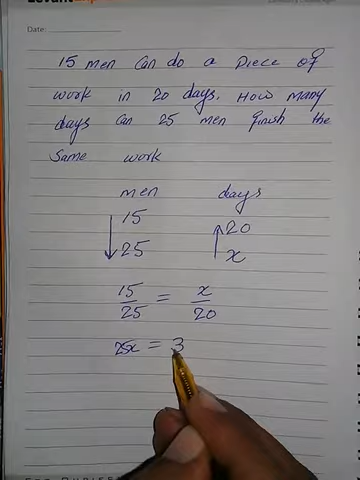 Date:
15 men can do a piece of
work in 20 days. How many
days can 25 men finish the
Same work
men days
15 20
25 x
15/25 = x/20
25x = 3